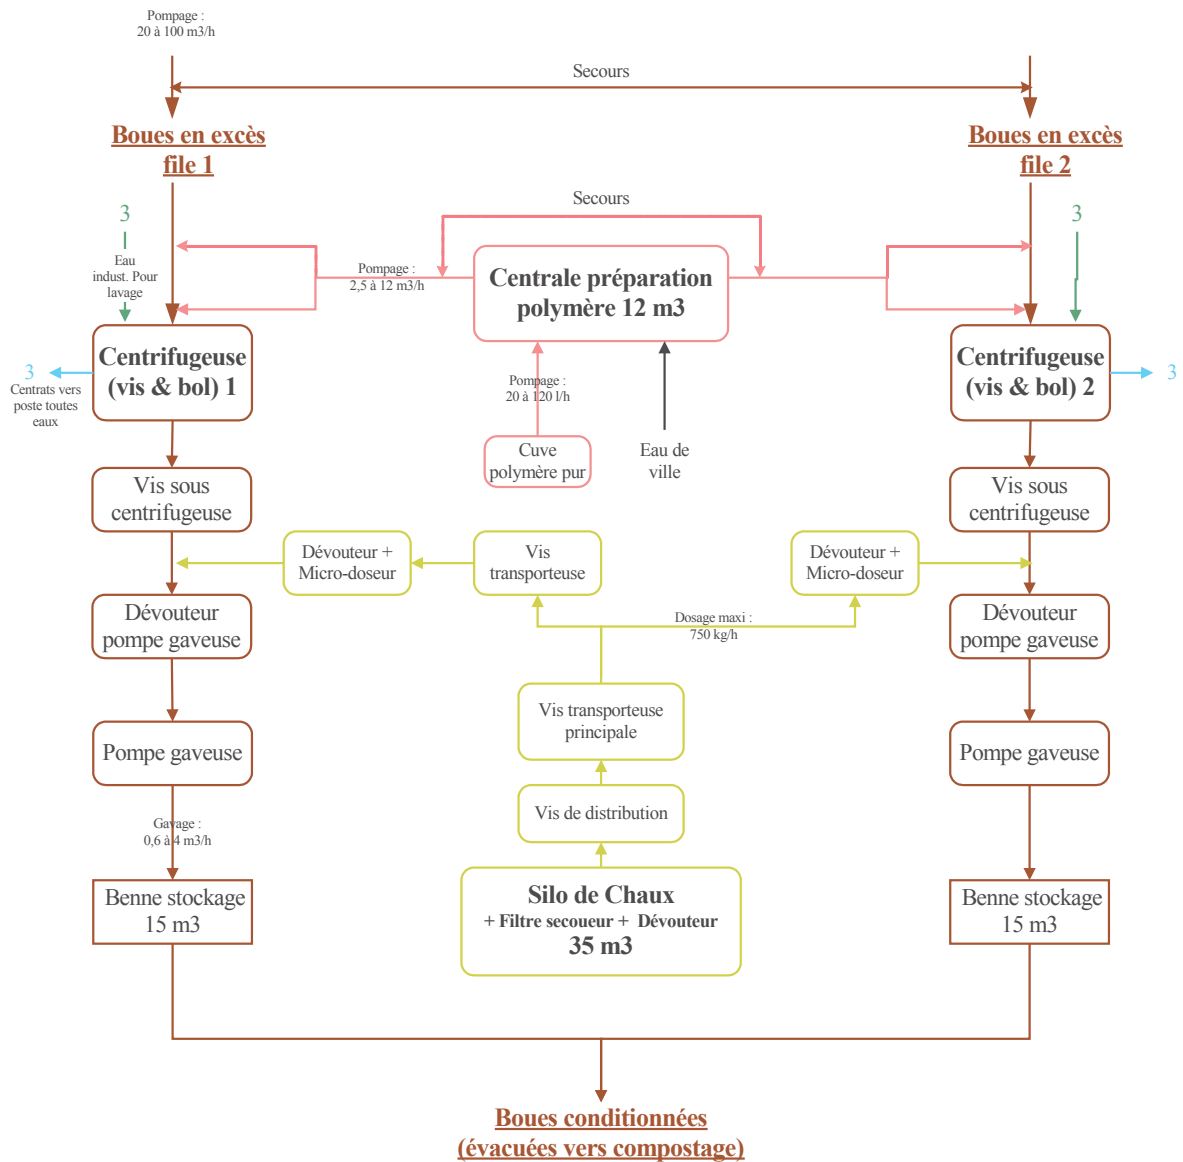 Pompage :
20 à 100 m3/h
Secours
Boues en excès
file 1
Boues en excès
file 2
Secours
3
3
Eau
indust. Pour
lavage
Pompage :
2,5 à 12 m3/h
Centrale préparation
polymère 12 m3
Centrifugeuse
(vis & bol) 1
Centrifugeuse
(vis & bol) 2
3
Centrats vers
poste toutes
eaux
3
Pompage :
20 à 120 l/h
Cuve
polymère pur
Eau de
ville
Vis sous
centrifugeuse
Vis sous
centrifugeuse
Dévouteur +
Micro-doseur
Vis
transporteuse
Dévouteur +
Micro-doseur
Dévouteur
pompe gaveuse
Dosage maxi :
750 kg/h
Dévouteur
pompe gaveuse
Vis transporteuse
principale
Pompe gaveuse
Pompe gaveuse
Vis de distribution
Gavage :
0,6 à 4 m3/h
Benne stockage
15 m3
Silo de Chaux
+ Filtre secoueur + Dévouteur
35 m3
Benne stockage
15 m3
Boues conditionnées
(évacuées vers compostage)